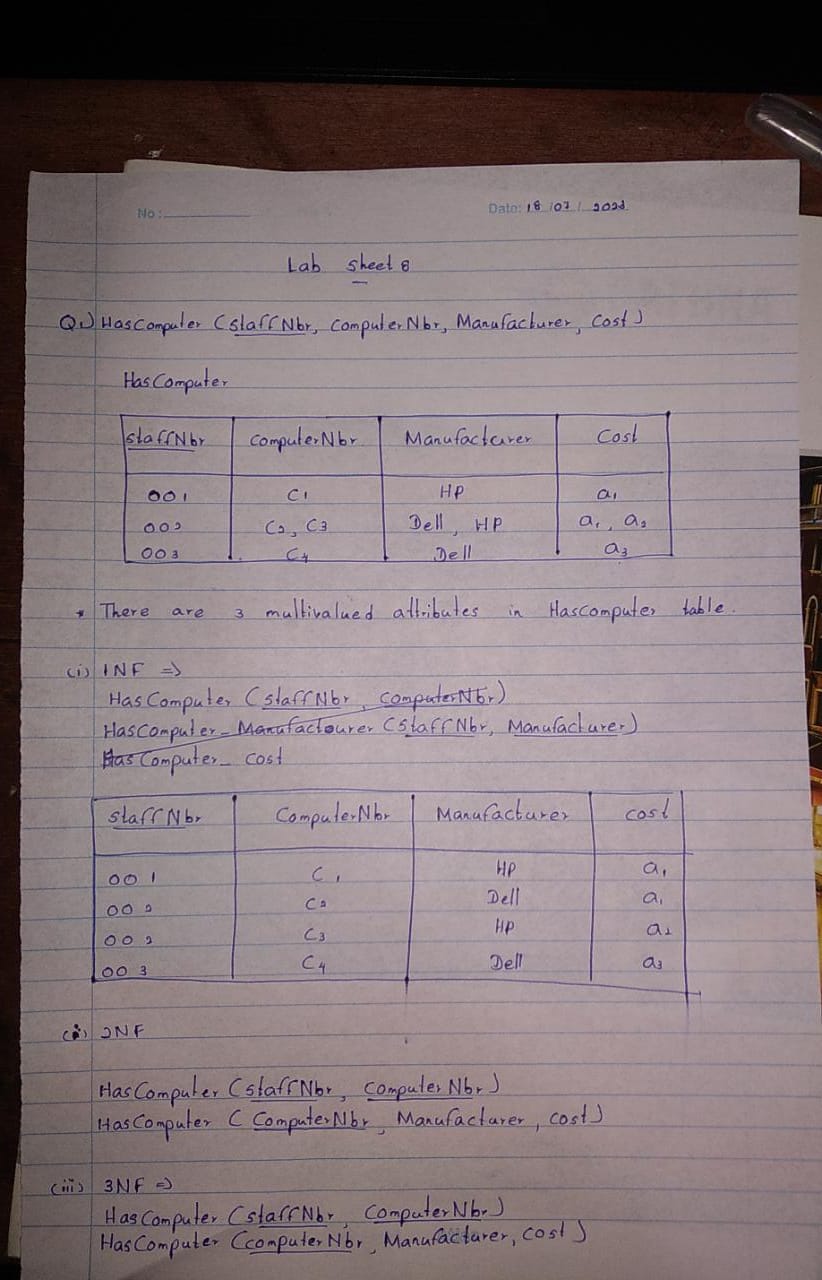 No:
Date: 18/07/2022
Lab Sheet 8
Q.) HasComputer (staffNbr, computerNbr, Manufacturer, Cost)
HasComputer
staffNbr computerNbr Manufacturer Cost
001 C1 HP a1
002 C2, C3 Dell, HP a1, a2
003 C4 Dell a3
* There are 3 multivalued attributes in Hascomputer table.
(i) 1NF ⇒
HasComputer (staffNbr, computerNbr)
HasComputer_Manufactourer (StaffNbr, Manufacturer)
HasComputer_ cost
staffNbr ComputerNbr Manufacturer cost
001 C1 HP a1
002 C2 Dell a1
002 C3 HP a2
003 C4 Dell a3
(ii) 2NF
HasComputer (staffNbr, computerNbr)
HasComputer (ComputerNbr, Manufacturer, cost)
(iii) 3NF ⇒
HasComputer (staffNbr, ComputerNbr)
HasComputer (computerNbr, Manufacturer, cost)